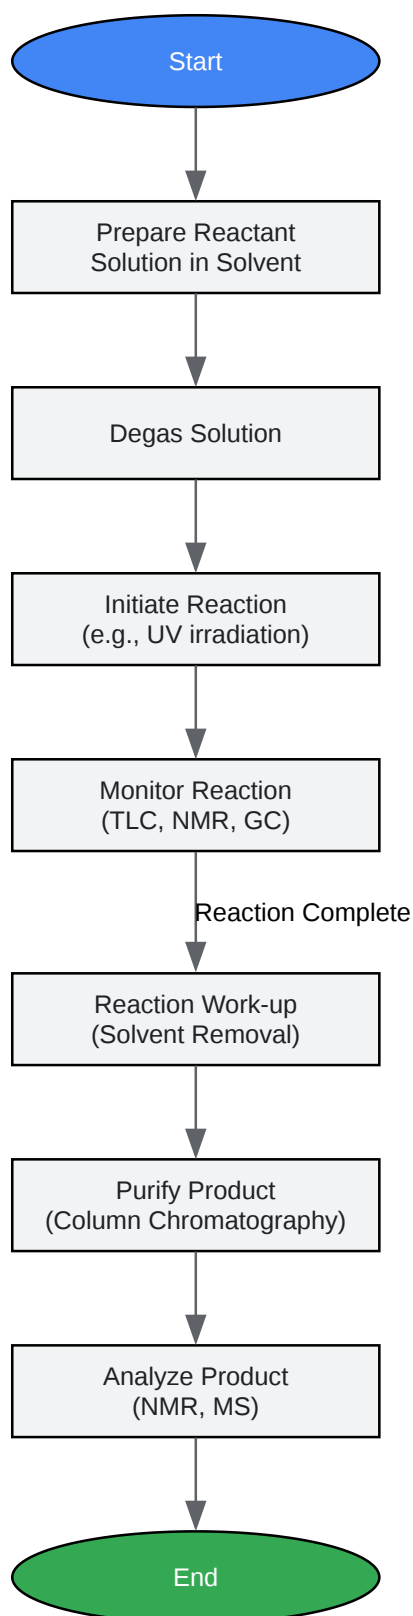 Start
Prepare Reactant
Solution in Solvent
Degas Solution
Initiate Reaction
(e.g., UV irradiation)
Monitor Reaction
(TLC, NMR, GC)
Reaction Complete
Reaction Work-up
(Solvent Removal)
Purify Product
(Column Chromatography)
Analyze Product
(NMR, MS)
End